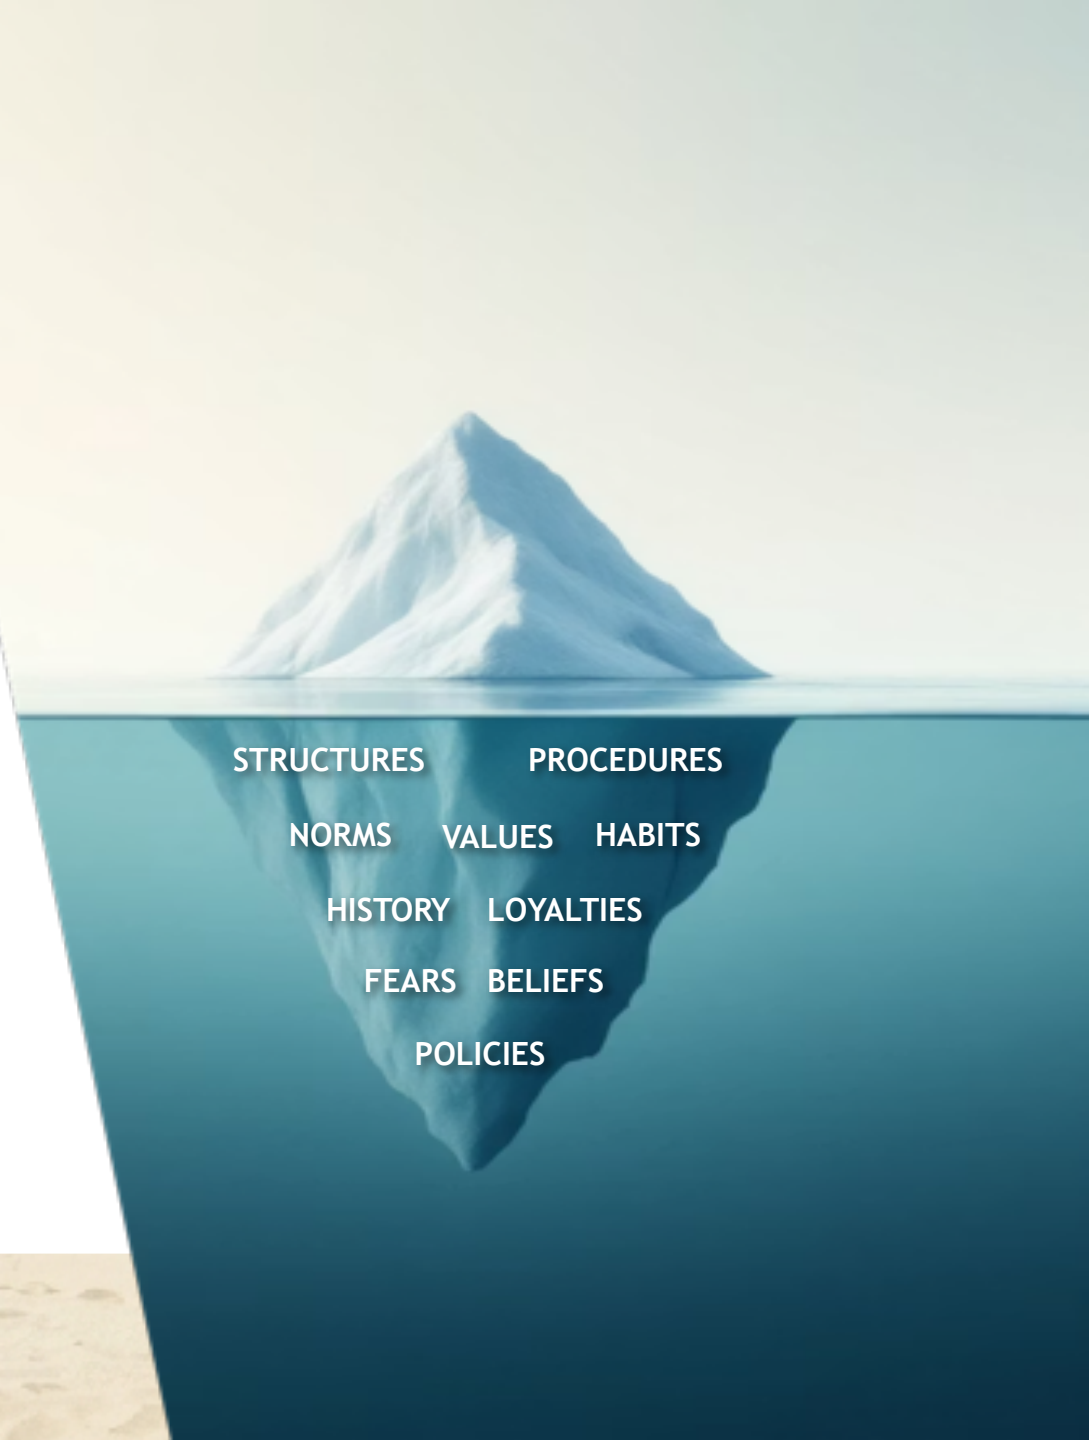 STRUCTURES PROCEDURES
NORMS VALUES HABITS
HISTORY LOYALTIES
FEARS BELIEFS
POLICIES